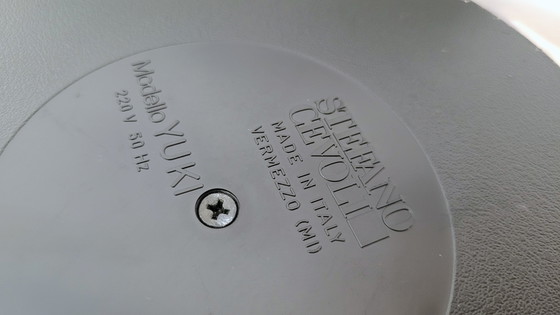 Modello YUKI
220 V 50 Hz
STEFANO
CEVOLI
MADE IN ITALY
VERMEZZO (MI)